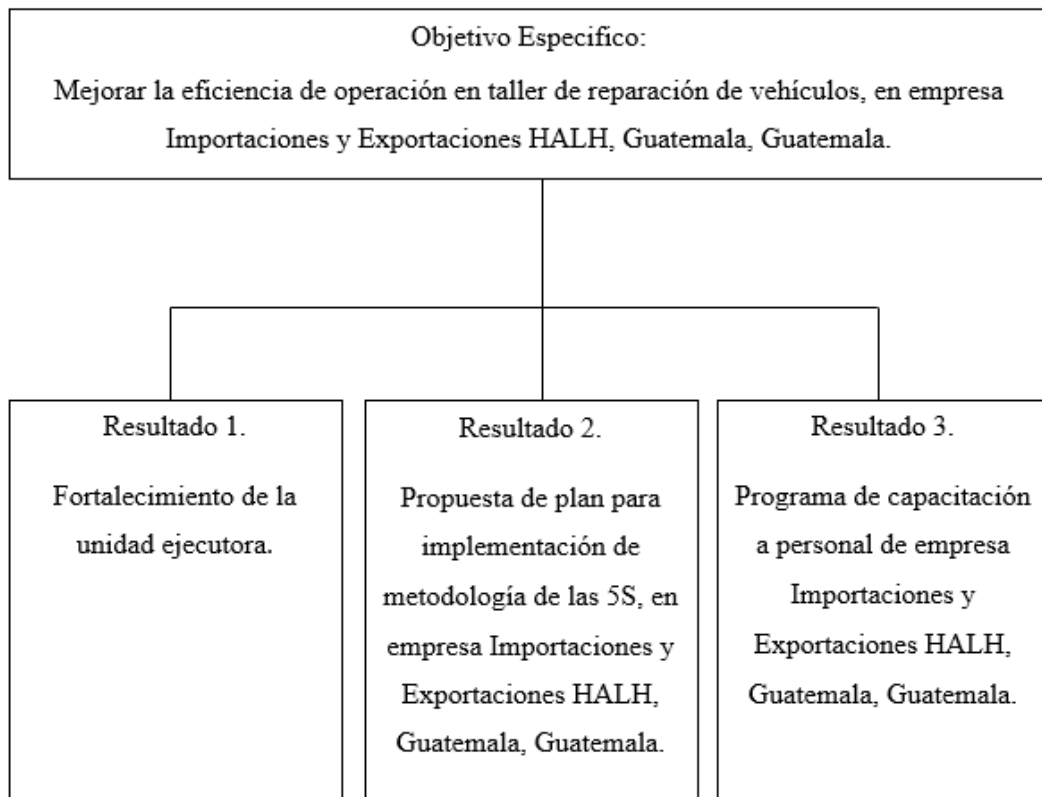 Objetivo Especifico:
Mejorar la eficiencia de operación en taller de reparación de vehículos, en empresa
Importaciones y Exportaciones HALH, Guatemala, Guatemala.
Resultado 1.
Fortalecimiento de la
unidad ejecutora.
Resultado 2.
Propuesta de plan para
implementación de
metodología de las 5S, en
empresa Importaciones y
Exportaciones HALH,
Guatemala, Guatemala.
Resultado 3.
Programa de capacitación
a personal de empresa
Importaciones y
Exportaciones HALH,
Guatemala, Guatemala.